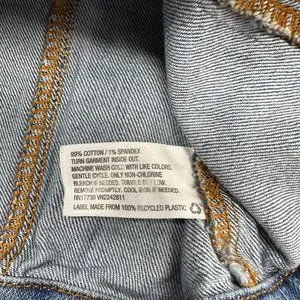 99% COTTON / 1% SPANDEX
TURN GARMENT INSIDE OUT.
MACHINE WASH COLD WITH LIKE COLORS.
GENTLE CYCLE. ONLY NON-CHLORINE
BLEACH IF NEEDED. TUMBLE DRY LOW.
REMOVE PROMPTLY. COOL IRON IF NEEDED.
RN17730 VN2242811
LABEL MADE FROM 100% RECYCLED PLASTIC